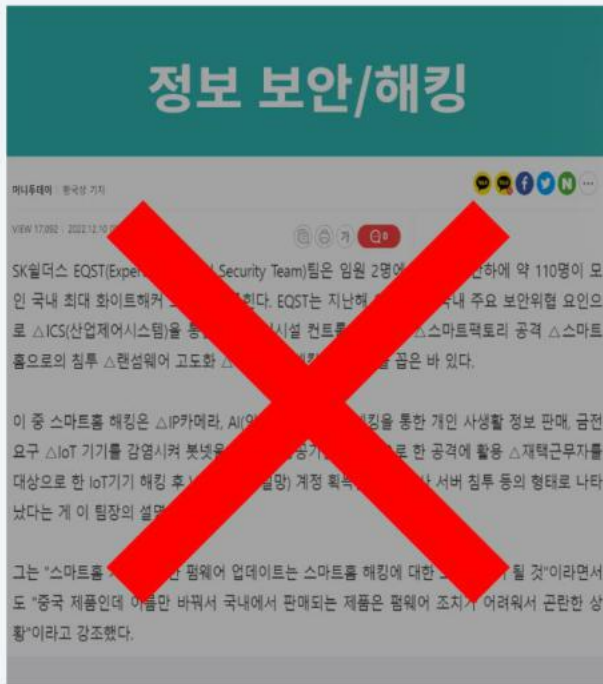 정보 보안/해킹
머니투데이 황국상 기자
VIEW 17,092 2022.12.10
가
0
SK쉴더스 EQST(Exper Security Team)팀은 임원 2명에 하에 약 110명이 모
인 국내 최대 화이트해커 EQST는 지난해 국내 주요 보안위협 요인으
로 △ICS(산업제어시스템)을 컨트롤 △스마트팩토리 공격 △스마트
홈으로의 침투 △랜섬웨어 고도화 꼽은 바 있다.
이 중 스마트홈 해킹은 △IP카메라, 해킹을 통한 개인 사생활 정보 판매, 금전
요구 △IoT 기기를 감염시켜 봇넷을 로 한 공격에 활용 △재택근무자를
대상으로 한 IoT기기 해킹 후 계정 서버 침투 등의 형태로 나타
났다는 게 이 팀장의
그는 "스마트홈 펌웨어 업데이트는 스마트홈 해킹에 대한 될 것"이라면서
도 "중국 제품인데 이름만 바꿔서 국내에서 판매되는 제품은 펌웨어 조치가 어려워서 곤란한 상
황"이라고 강조했다.